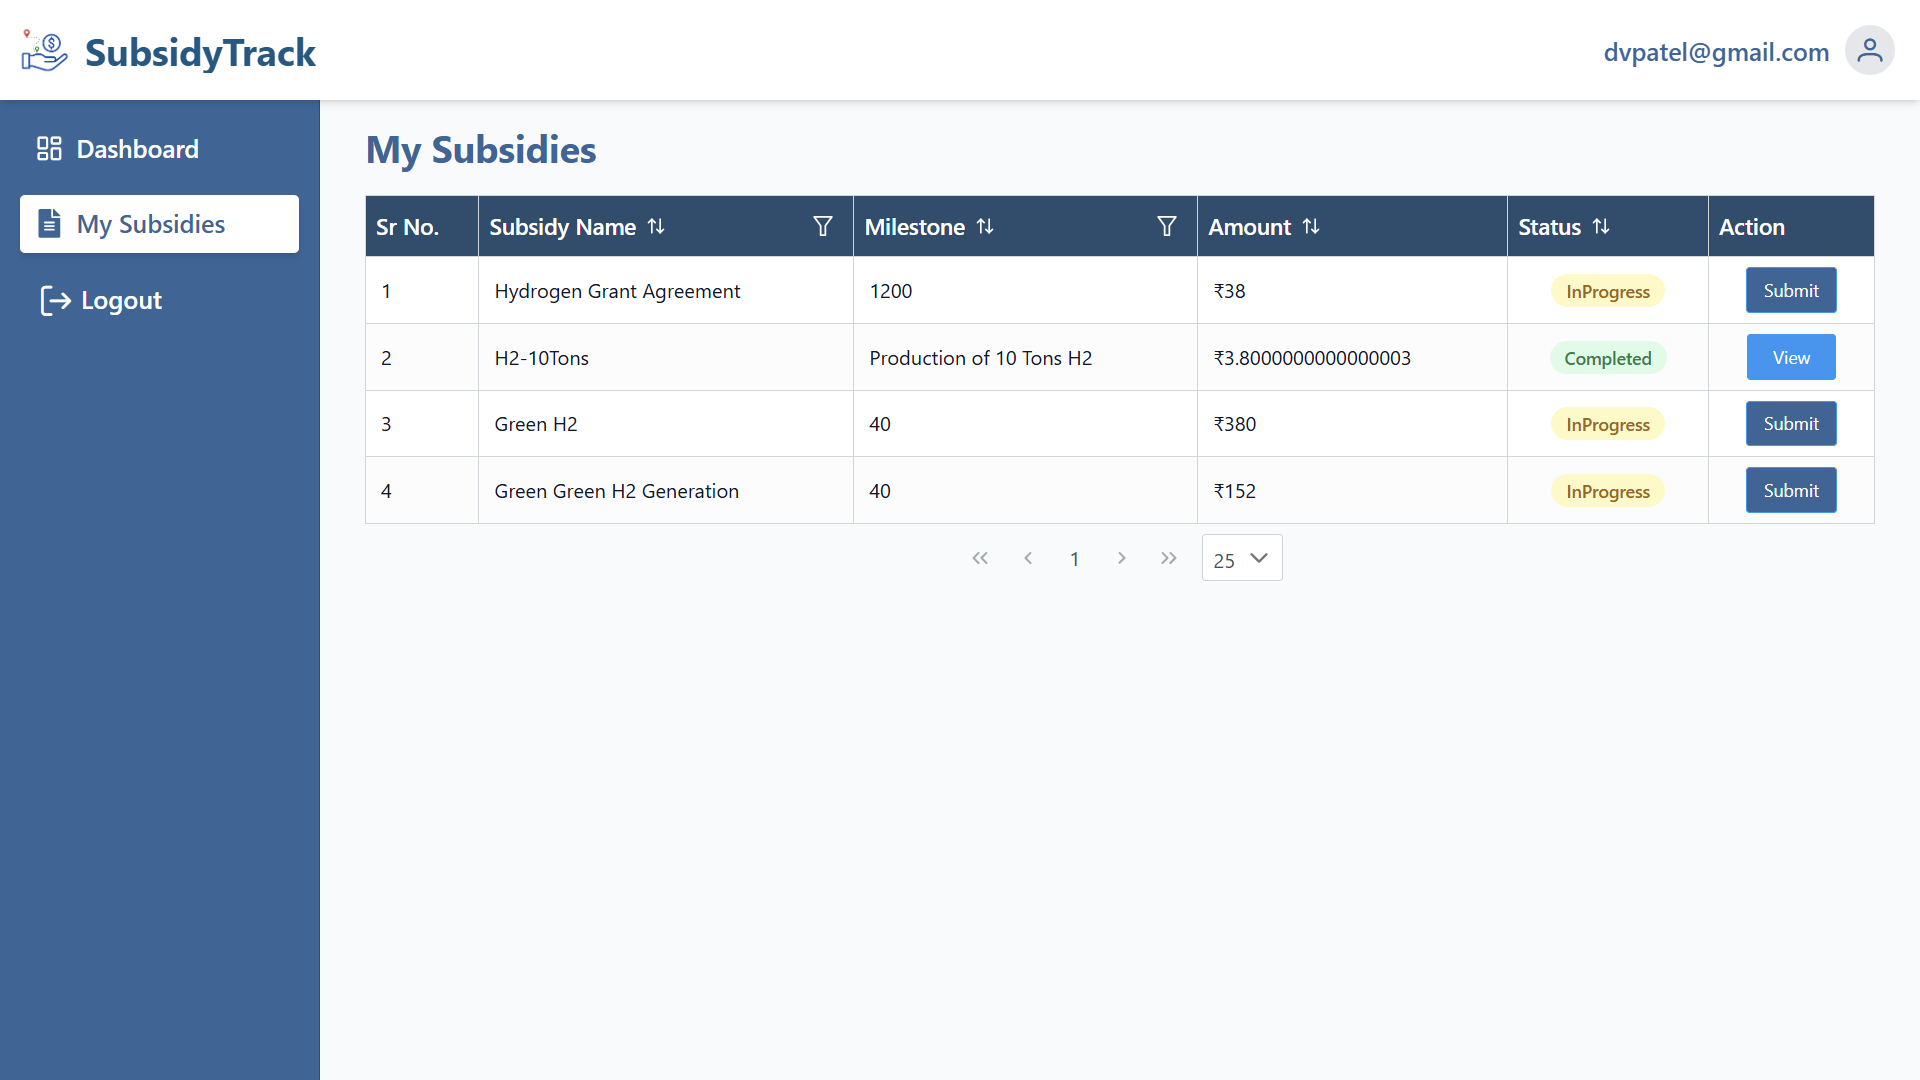 SubsidyTrack
dvpatel@gmail.com
Dashboard
My Subsidies
Logout
My Subsidies
Sr No. Subsidy Name Milestone Amount Status Action
1 Hydrogen Grant Agreement 1200 ₹38 InProgress Submit
2 H2-10Tons Production of 10 Tons H2 ₹3.8000000000000003 Completed View
3 Green H2 40 ₹380 InProgress Submit
4 Green Green H2 Generation 40 ₹152 InProgress Submit
1 25